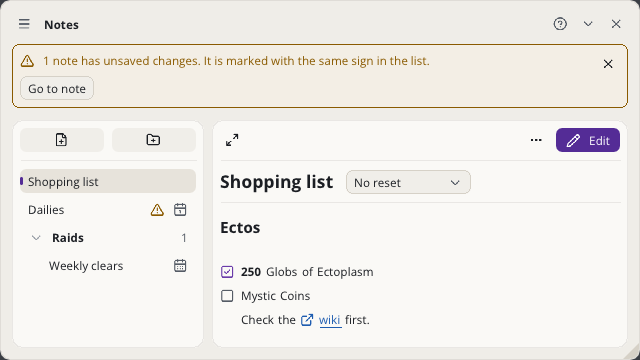 Notes
1 note has unsaved changes. It is marked with the same sign in the list.
Go to note
Edit
Shopping list
Dailies
Raids 1
Weekly clears
Shopping list No reset
Ectos
250 Globs of Ectoplasm
Mystic Coins
Check the wiki first.